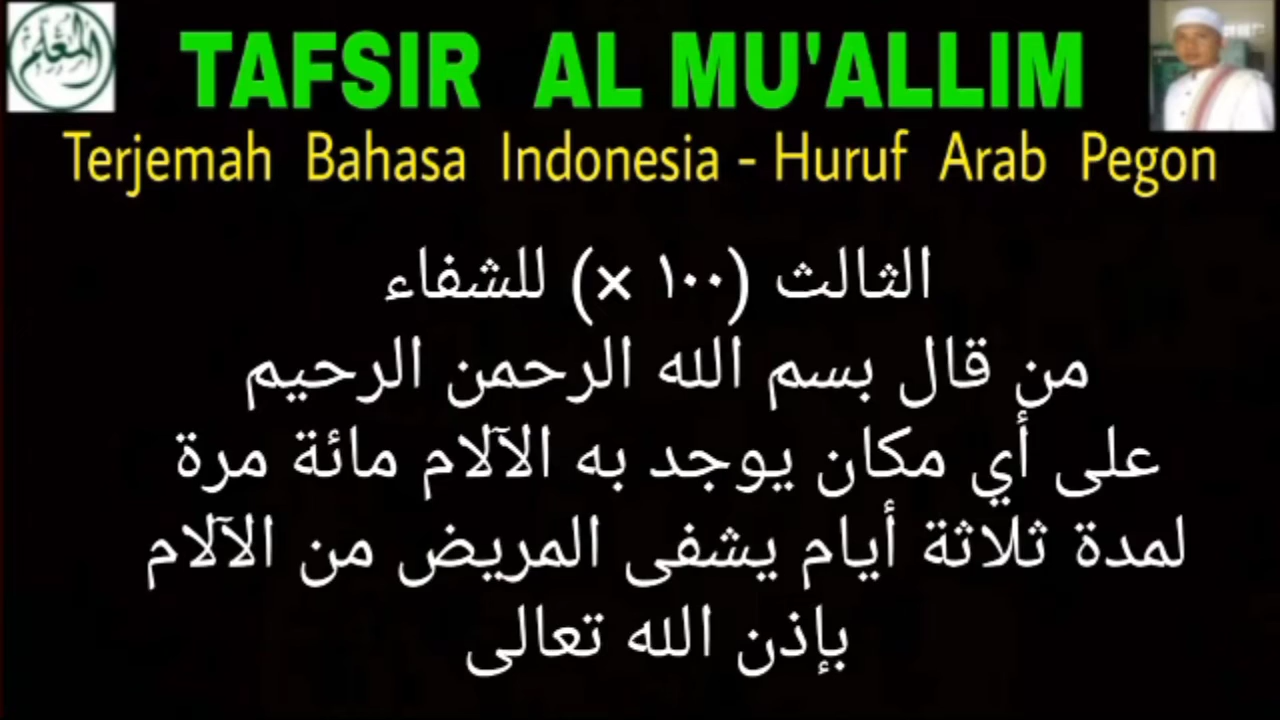 المعلم
TAFSIR AL MU'ALLIM
Terjemah Bahasa Indonesia - Huruf Arab Pegon
الثالث (١٠٠ ×) للشفاء
من قال بسم الله الرحمن الرحيم
على أي مكان يوجد به الآلام مائة مرة
لمدة ثلاثة أيام يشفى المريض من الآلام
بإذن الله تعالى